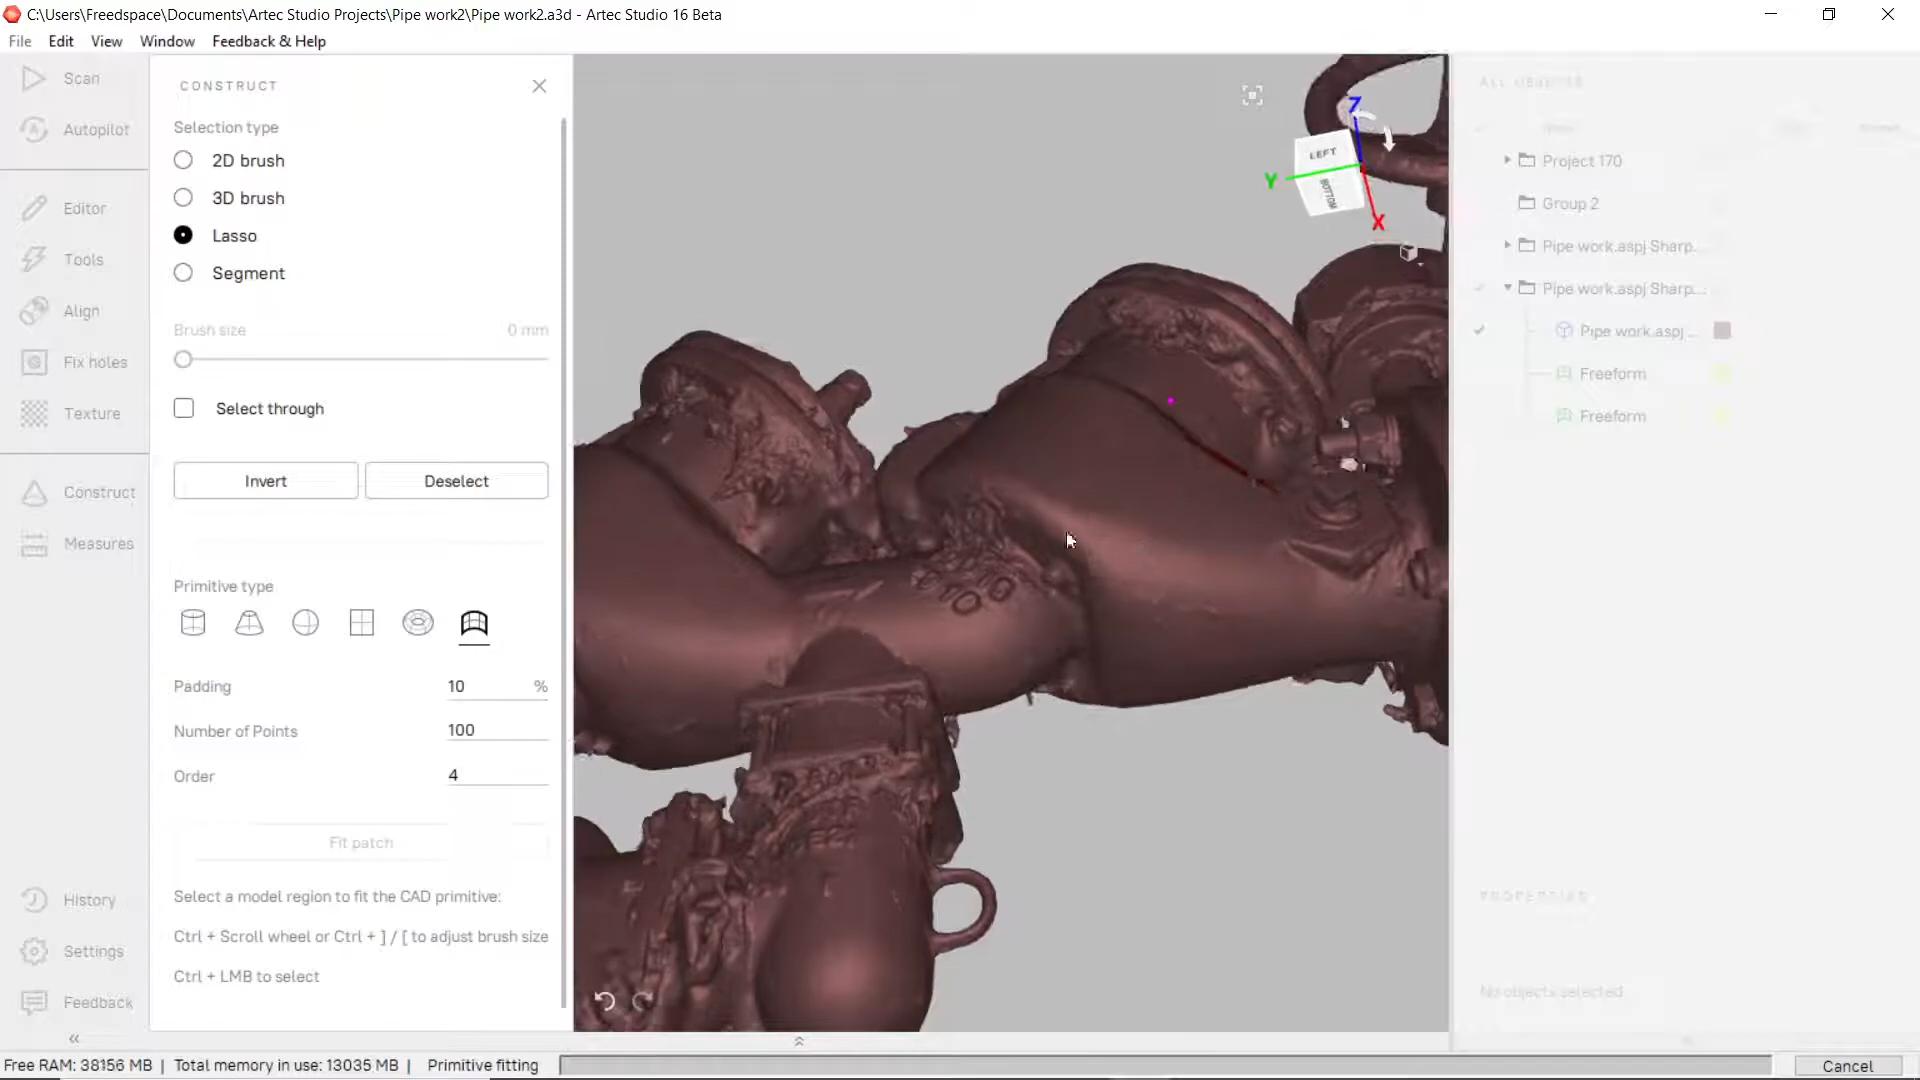 C:\Users\Freedspace\Documents\Artec Studio Projects\Pipe work2\Pipe work2.a3d - Artec Studio 16 Beta
File Edit View Window Feedback & Help
Scan
Autopilot
Editor
Tools
Align
Fix holes
Texture
Construct
Measures
History
Settings
Feedback
CONSTRUCT
Selection type
2D brush
3D brush
Lasso
Segment
Brush size 0 mm
Select through
Invert Deselect
Primitive type
Padding 10 %
Number of Points 100
Order 4
Fit patch
Select a model region to fit the CAD primitive:
Ctrl + Scroll wheel or Ctrl + ] / [ to adjust brush size
Ctrl + LMB to select
Z
LEFT
Y
BOTTOM
X
ALL OBJECTS
Name
Project 170
Group 2
Pipe work.aspj Sharp...
Pipe work.aspj Sharp...
Pipe work.aspj ...
Freeform
Freeform
PROPERTIES
No objects selected
Free RAM: 38156 MB | Total memory in use: 13035 MB | Primitive fitting
Cancel